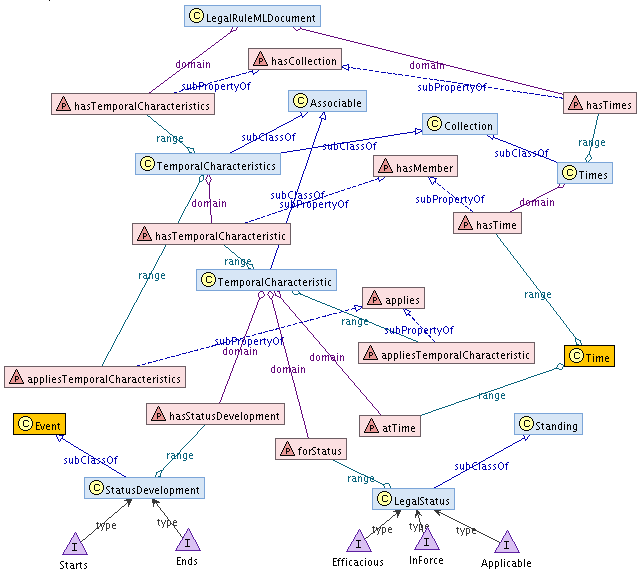 C LegalRuleMLDocument
domain
domain
P hasCollection
subPropertyOf
subPropertyOf
P hasTemporalCharacteristics
C Associable
P hasTimes
C Collection
range
range
subClassOf
subClassOf
subClassOf
C TemporalCharacteristics
P hasMember
C Times
subClassOf
domain
subPropertyOf
subPropertyOf
domain
P hasTemporalCharacteristic
P hasTime
range
range
C TemporalCharacteristic
range
P applies
range
subPropertyOf
subPropertyOf
domain
domain
domain
P appliesTemporalCharacteristic
C Time
P appliesTemporalCharacteristics
range
P hasStatusDevelopment
C Event
P atTime
C Standing
P forStatus
range
subClassOf
range
subClassOf
C StatusDevelopment
C LegalStatus
type
type
type
type
type
I
I
I
I
I
Starts
Ends
Efficacious
InForce
Applicable